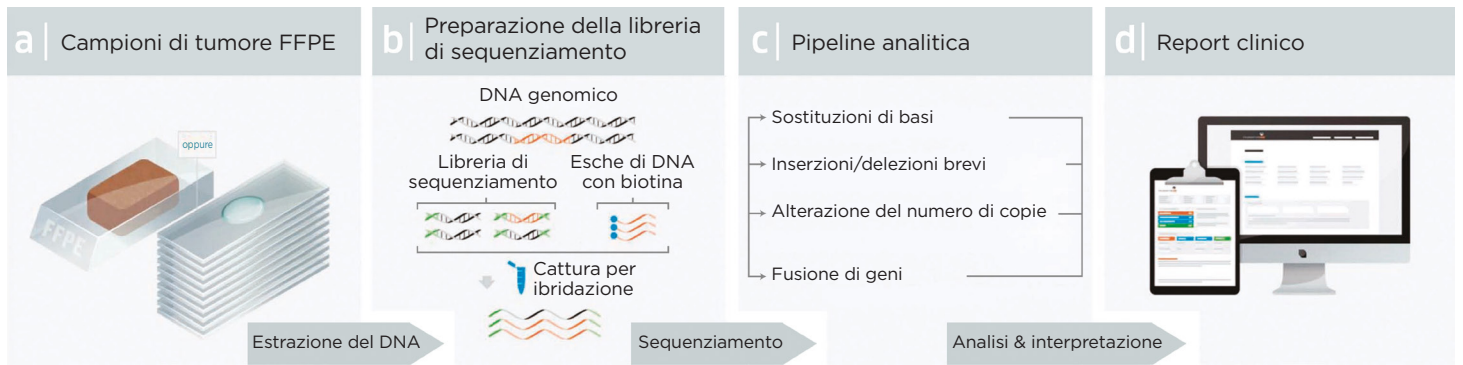 a
Campioni di tumore FFPE
oppure
FFPE
Estrazione del DNA
b
Preparazione della libreria
di sequenziamento
DNA genomico
Libreria di
sequenziamento
Esche di DNA
con biotina
Cattura per
ibridazione
Sequenziamento
c
Pipeline analitica
Sostituzioni di basi
Inserzioni/delezioni brevi
Alterazione del numero di copie
Fusione di geni
Analisi & interpretazione
d
Report clinico